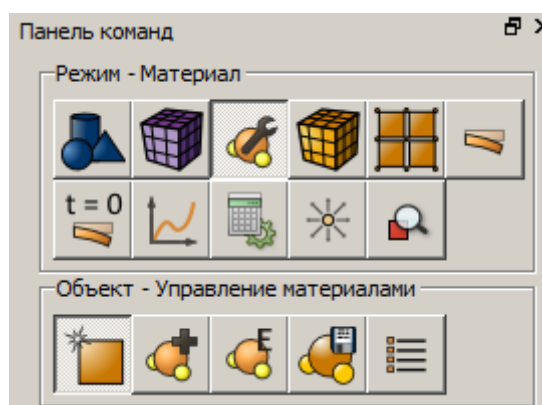 Панель команд
Режим - Материал
t = 0
Объект - Управление материалами
E